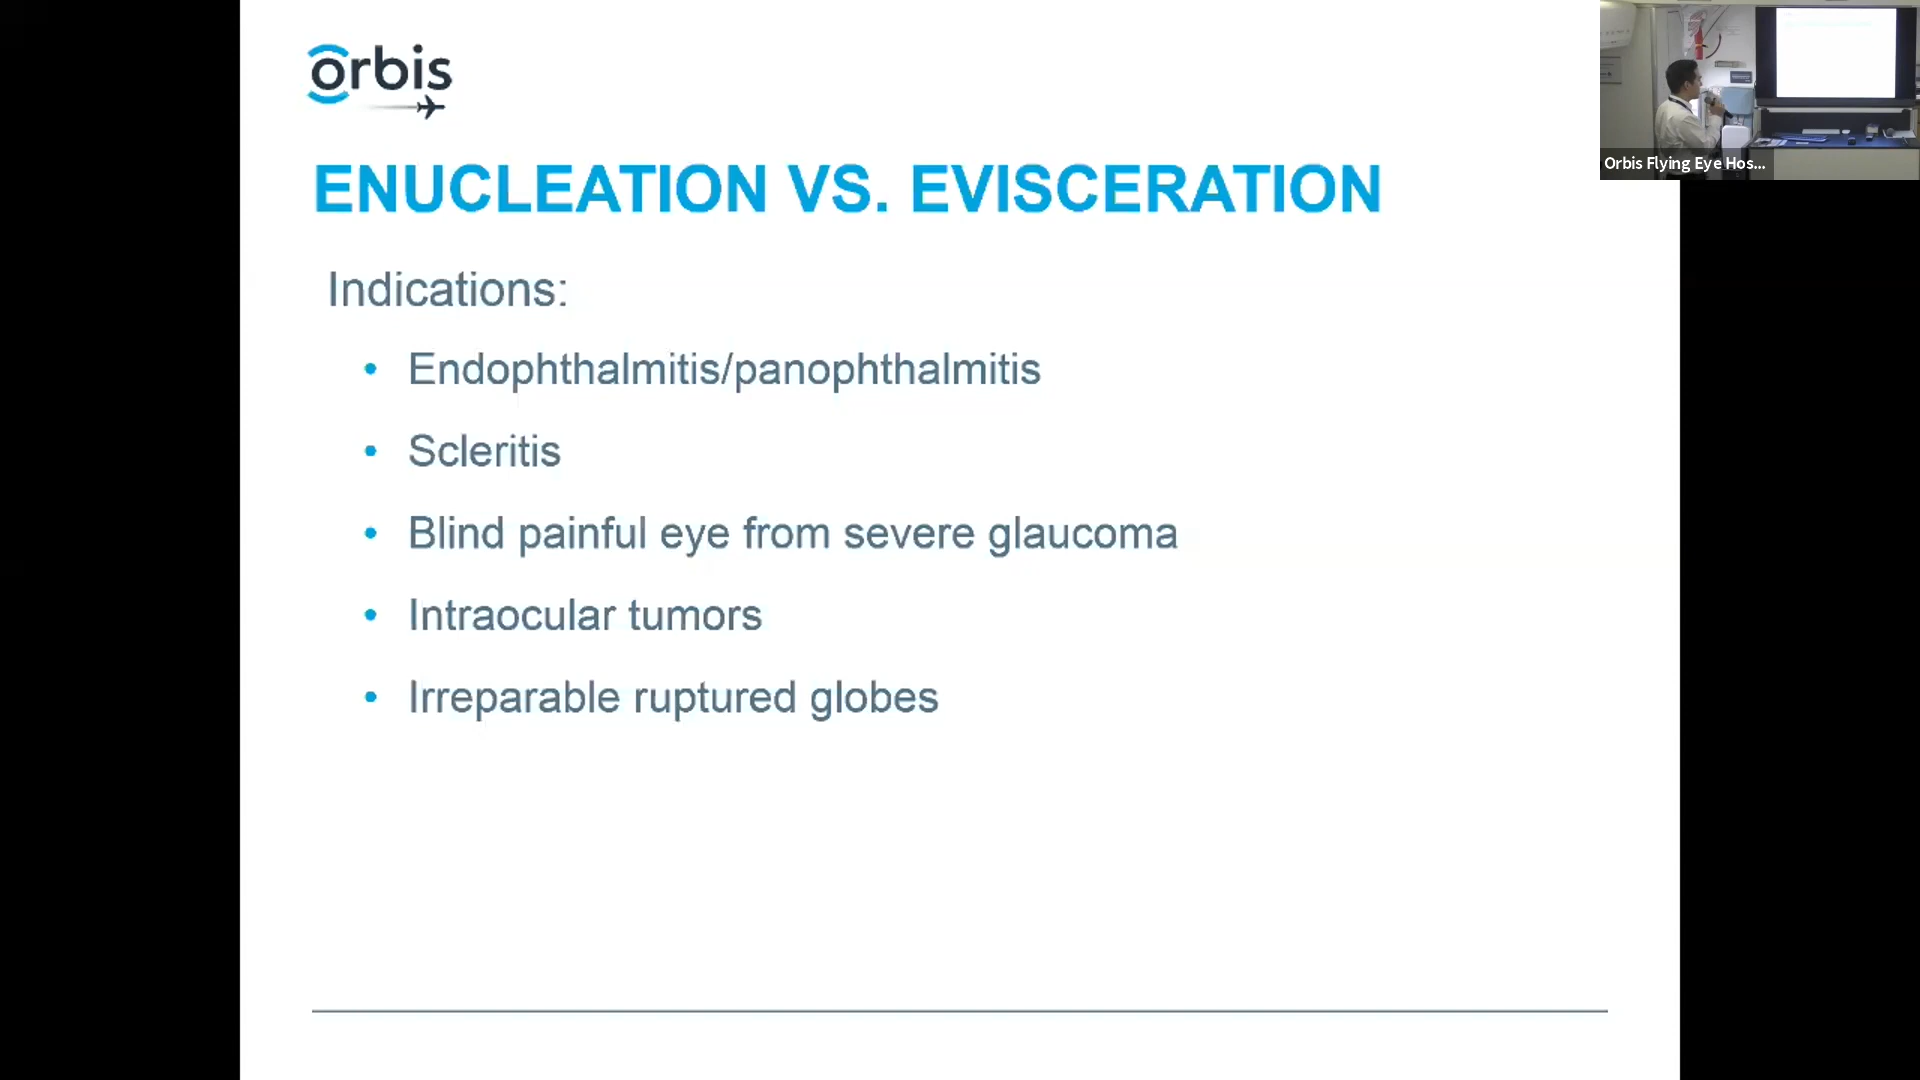 orbis
ENUCLEATION VS. EVISCERATION
Indications:
• Endophthalmitis/panophthalmitis
• Scleritis
• Blind painful eye from severe glaucoma
• Intraocular tumors
• Irreparable ruptured globes
Orbis Flying Eye Hos...